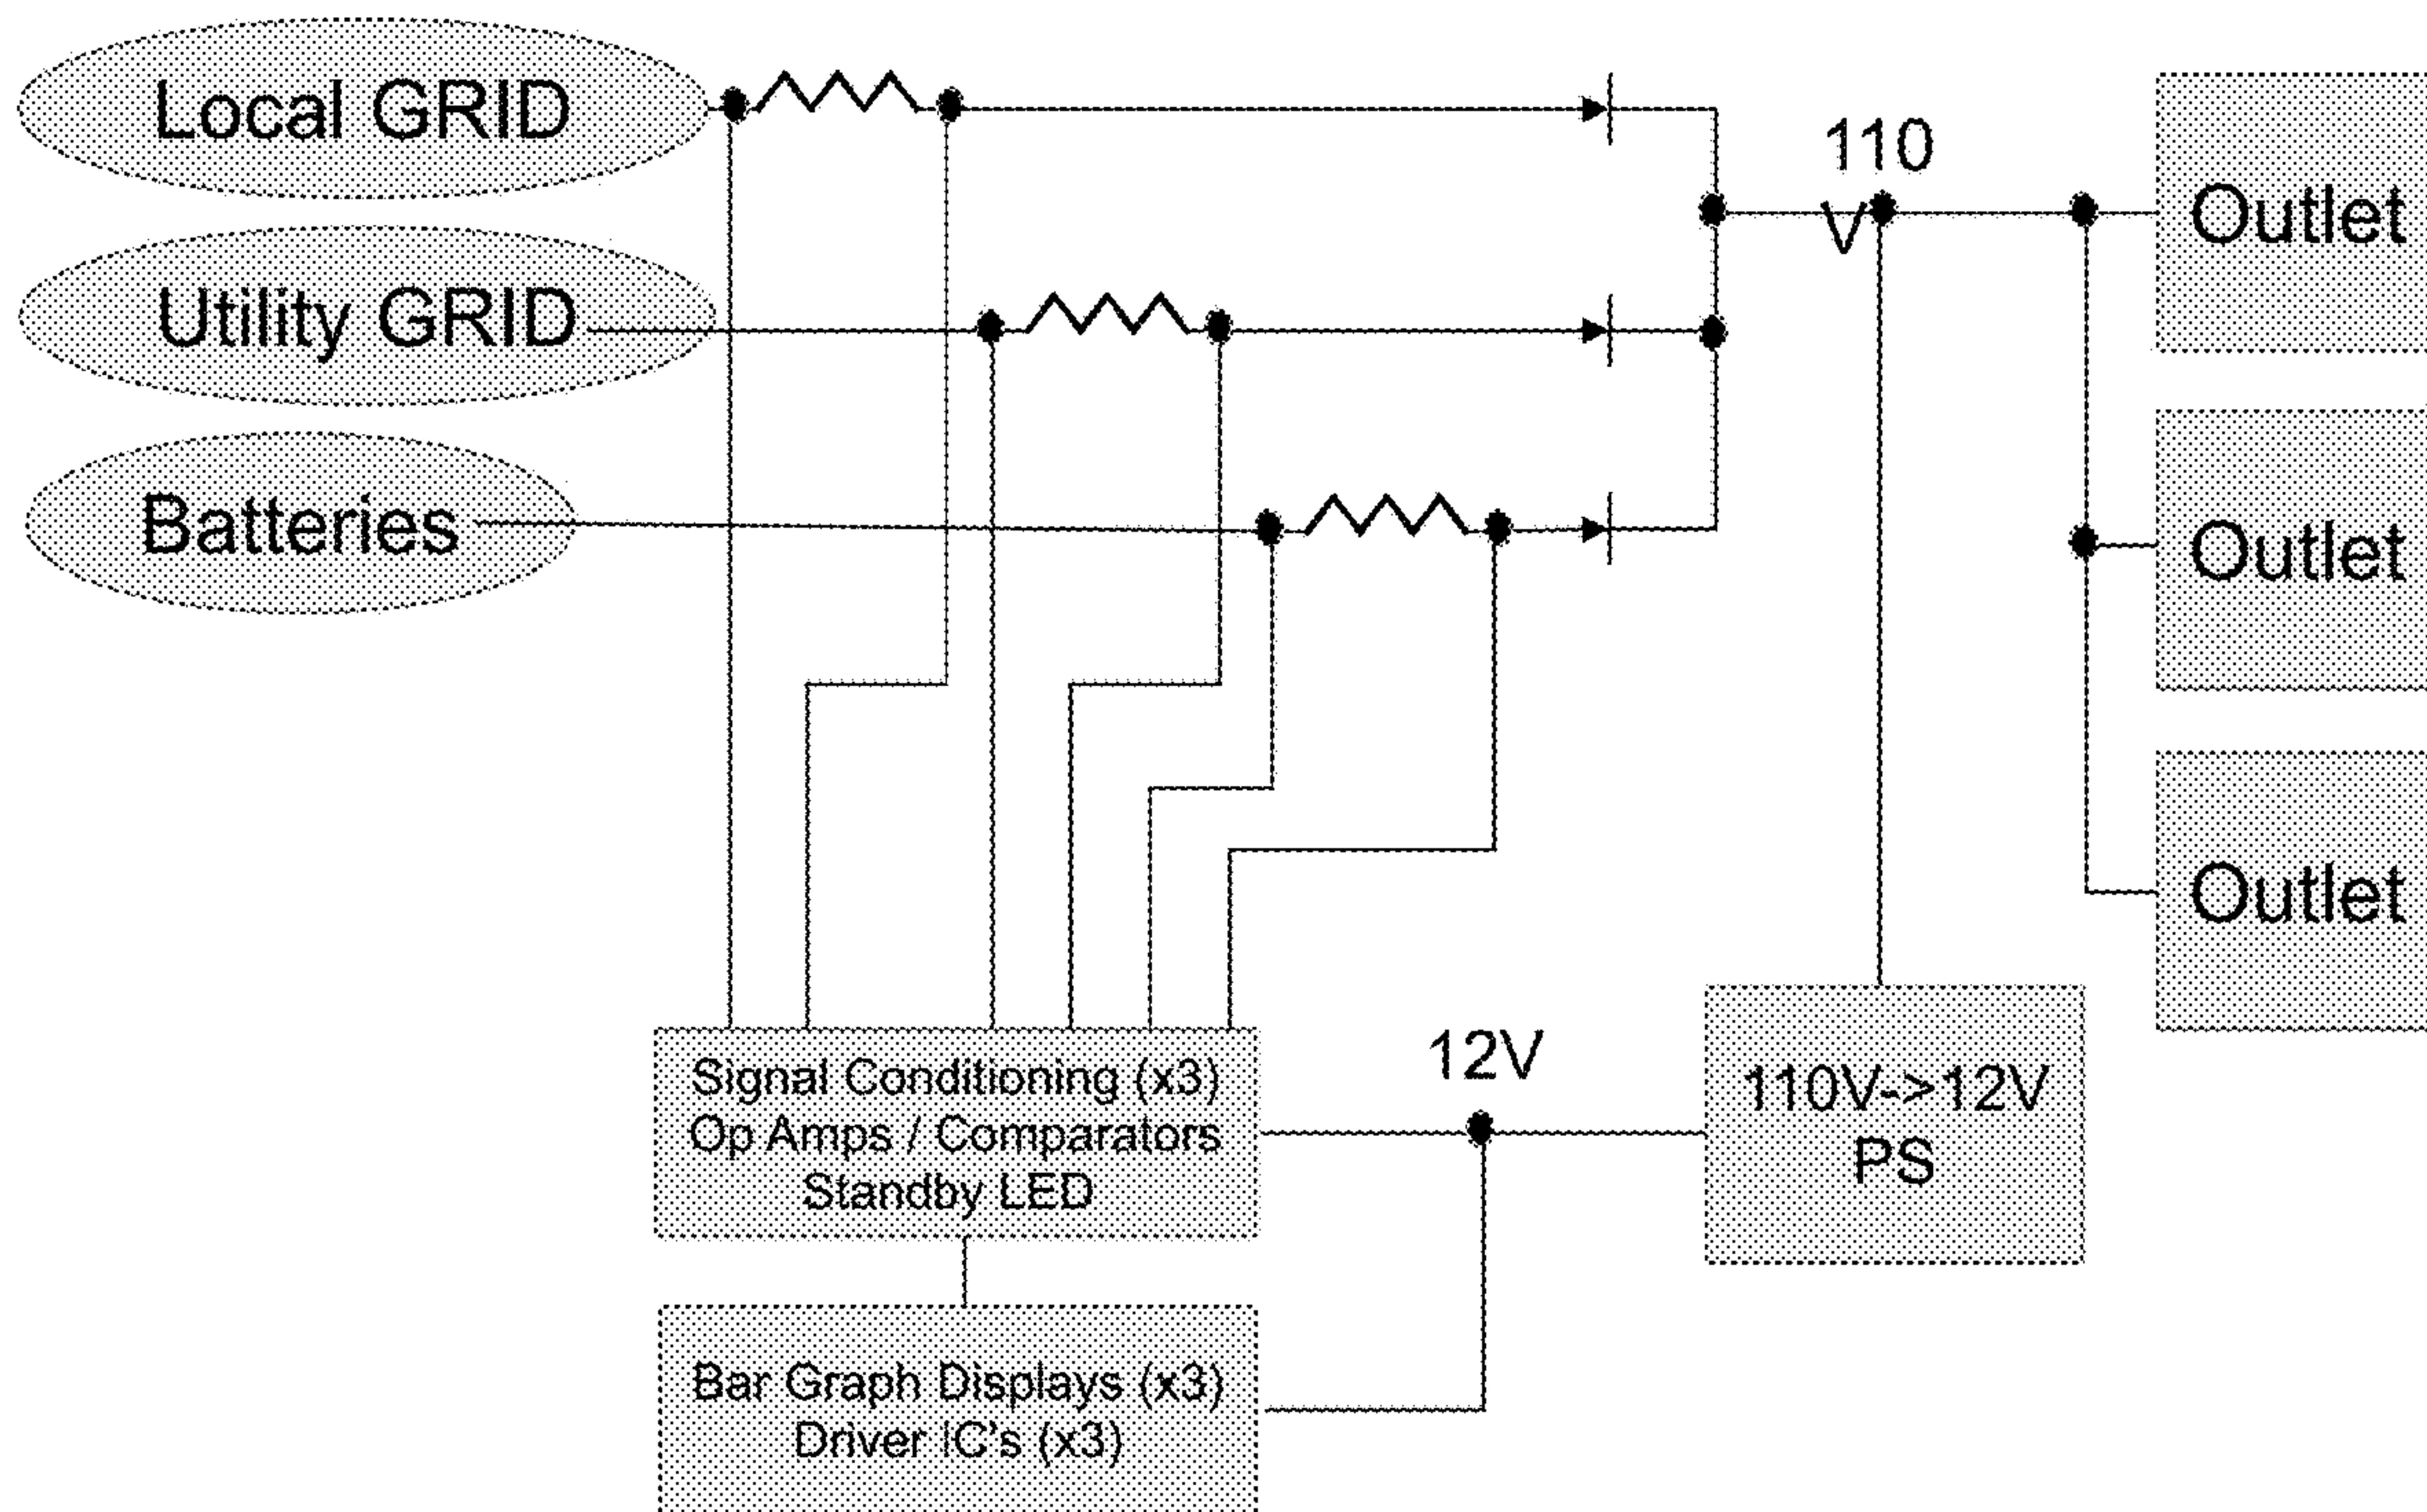 Local GRID
110
V
Outlet
Utility GRID
Batteries
Outlet
Outlet
Signal Conditioning (x3)
Op Amps / Comparators
Standby LED
12V
110V->12V
PS
Bar Graph Displays (x3)
Driver IC's (x3)